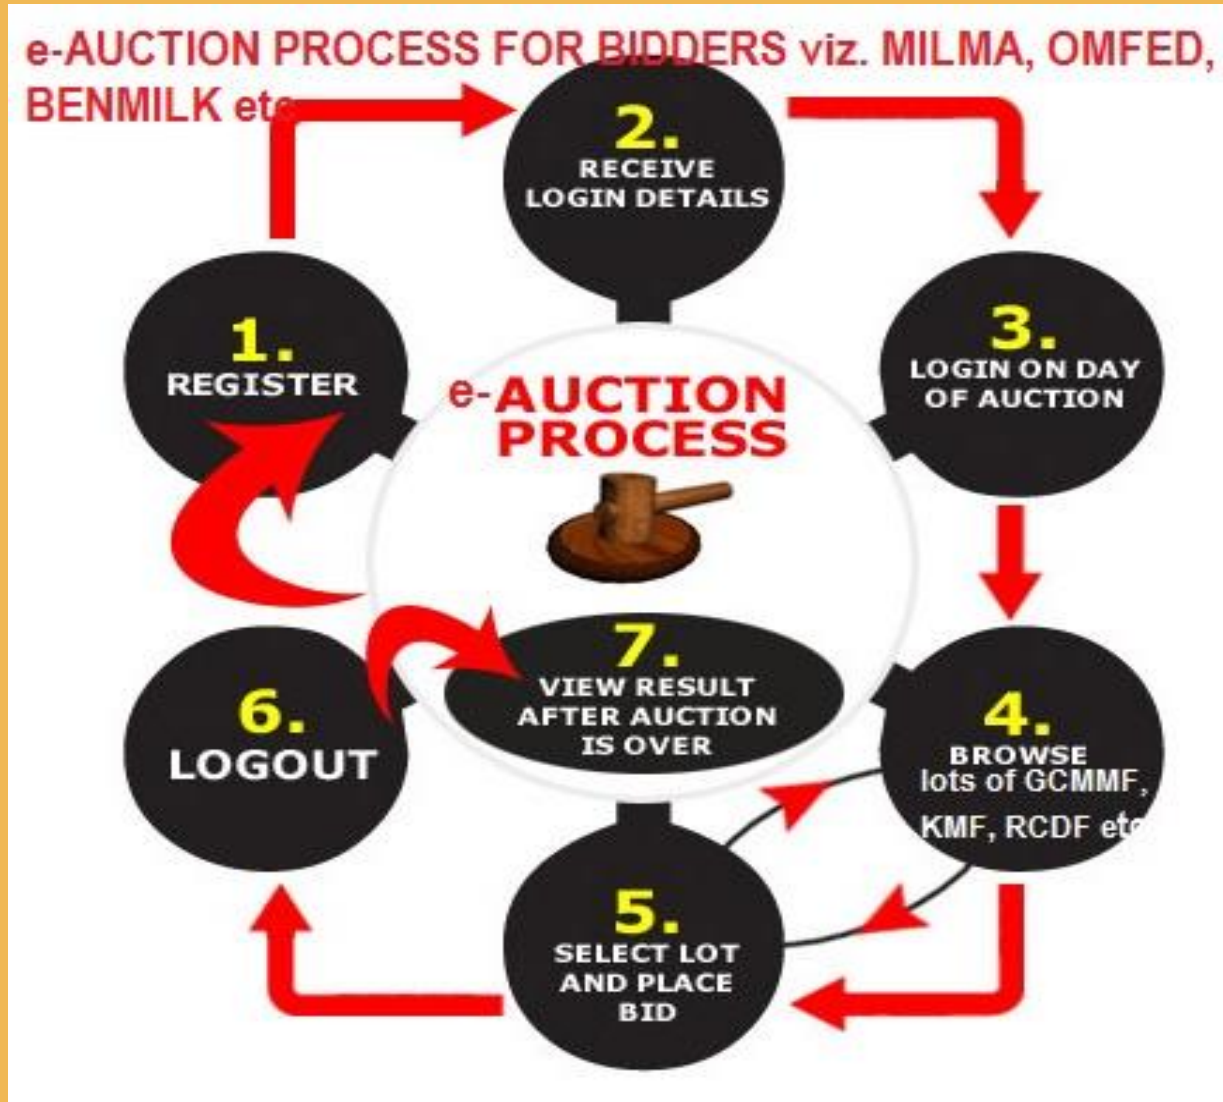 e-AUCTION PROCESS FOR BIDDERS viz. MILMA, OMFED,
BENMILK etc
1.
REGISTER
2.
RECEIVE
LOGIN DETAILS
3.
LOGIN ON DAY
OF AUCTION
e-AUCTION
PROCESS
4.
BROWSE
lots of GCMMF,
KMF, RCDF etc
5.
SELECT LOT
AND PLACE
BID
6.
LOGOUT
7.
VIEW RESULT
AFTER AUCTION
IS OVER